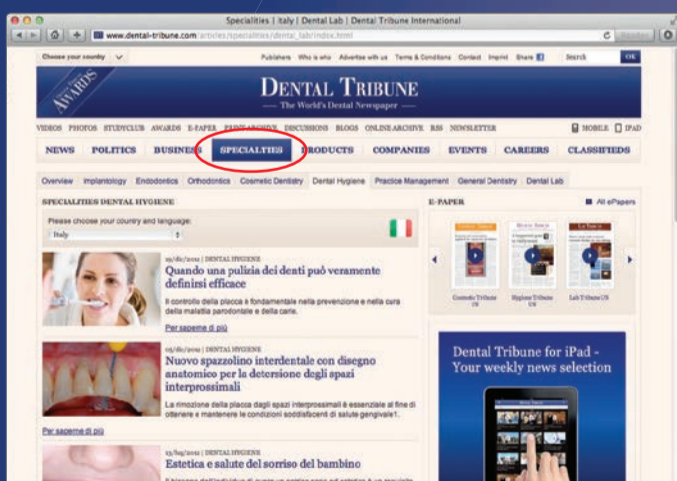 Specialities | Italy | Dental Lab | Dental Tribune International
www.dental-tribune.com/articles/specialities/dental_lab/index.html
Reader
Choose your country
Publishers Who is who Advertise with us Terms & Conditions Contact Imprint Share
Search OK
AWARDS
DENTAL TRIBUNE
The World's Dental Newspaper
VIDEOS PHOTOS STUDYCLUB AWARDS E-PAPER PRINT ARCHIVE DISCUSSIONS BLOGS ONLINE ARCHIVE RSS NEWSLETTER
MOBILE IPAD
NEWS POLITICS BUSINESS SPECIALTIES PRODUCTS COMPANIES EVENTS CAREERS CLASSIFIEDS
Overview Implantology Endodontics Orthodontics Cosmetic Dentistry Dental Hygiene Practice Management General Dentistry Dental Lab
SPECIALITIES DENTAL HYGIENE
Please choose your country and language:
Italy
| DENTAL HYGIENE
Quando una pulizia dei denti può veramente
definirsi efficace
Il controllo della placca è fondamentale nella prevenzione e nella cura
della malattia parodontale e della carie.
Per saperne di più
| DENTAL HYGIENE
Nuovo spazzolino interdentale con disegno
anatomico per la detersione degli spazi
interprossimali
La rimozione della placca dagli spazi interprossimali è essenziale al fine di
ottenere e mantenere le condizioni soddisfacenti di salute gengivale1.
Per saperne di più
| DENTAL HYGIENE
Estetica e salute del sorriso del bambino
E-PAPER
All ePapers
Cosmetic Tribune
US
Hygiene Tribune
US
Lab Tribune US
Dental Tribune for iPad -
Your weekly news selection